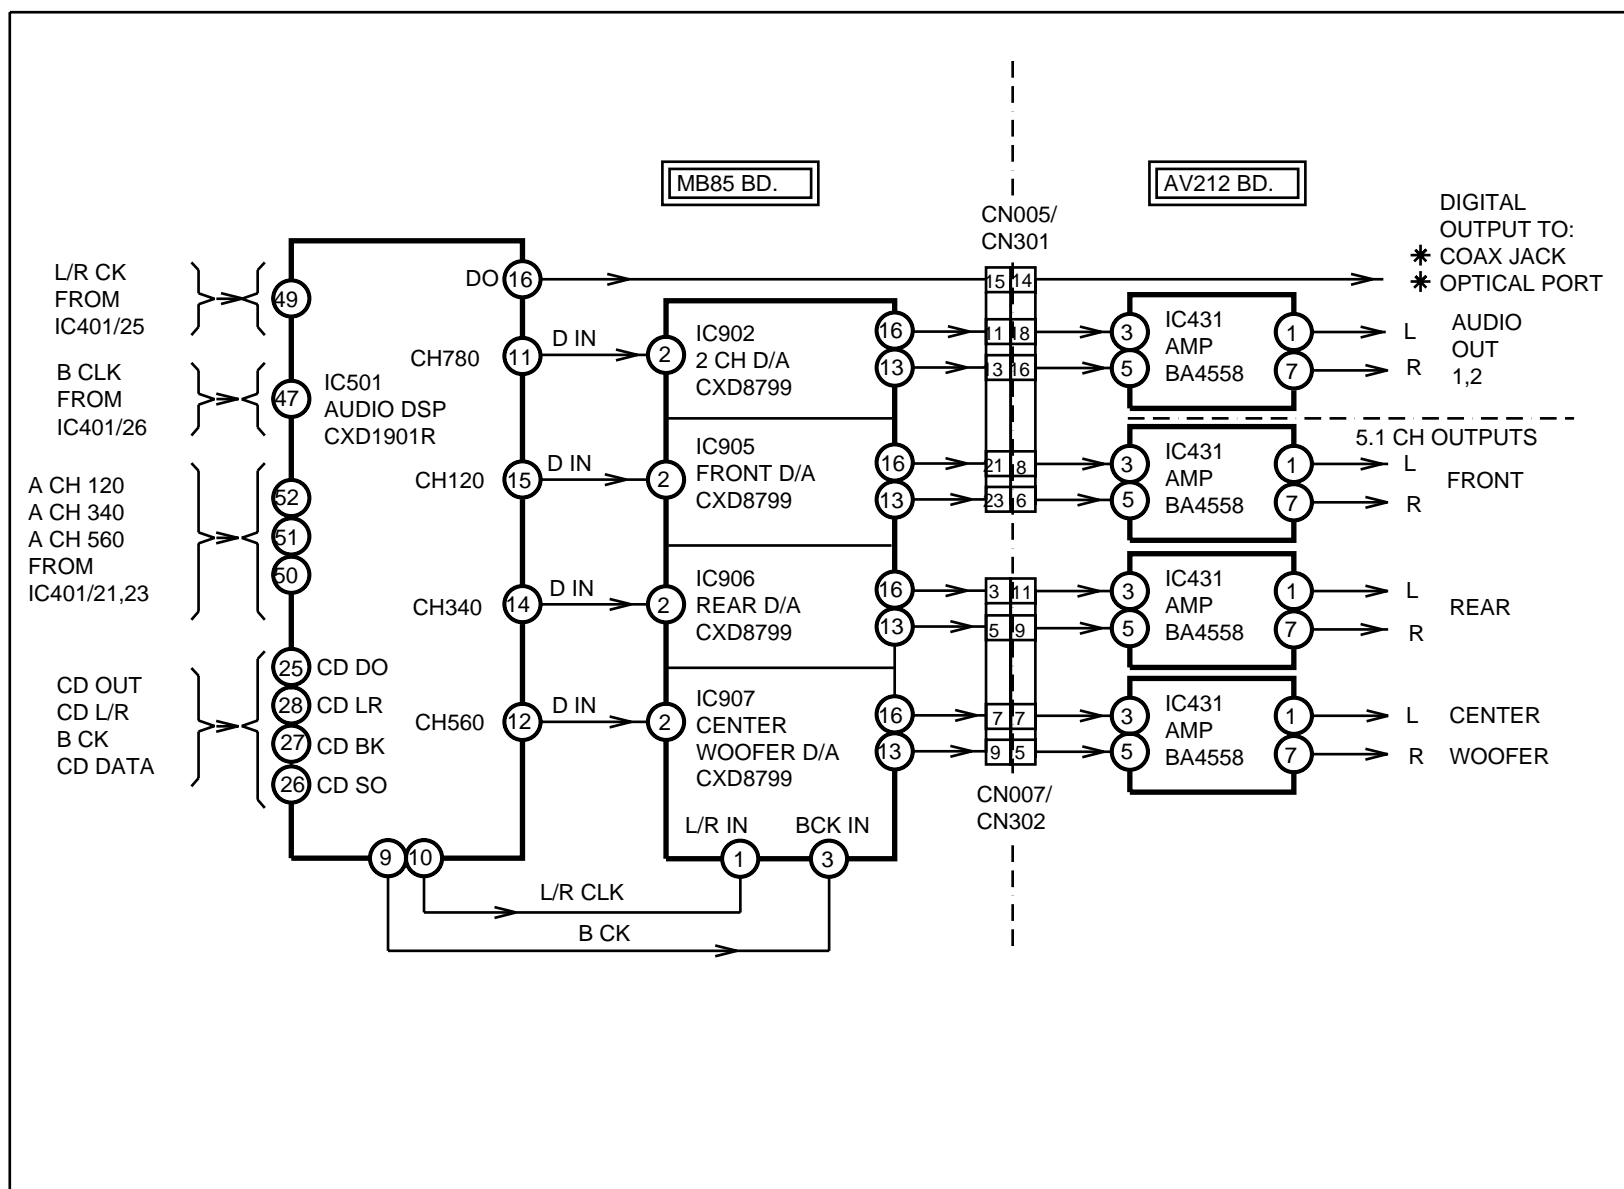 MB85 BD.
AV212 BD.
CN005/
CN301
DIGITAL
OUTPUT TO:
✳ COAX JACK
✳ OPTICAL PORT
L/R CK
FROM
IC401/25
B CLK
FROM
IC401/26
A CH 120
A CH 340
A CH 560
FROM
IC401/21,23
CD OUT
CD L/R
B CK
CD DATA
49
47
52
51
50
25 CD DO
28 CD LR
27 CD BK
26 CD SO
IC501
AUDIO DSP
CXD1901R
DO 16
CH780 11
CH120 15
CH340 14
CH560 12
9 10
D IN
D IN
D IN
D IN
2
IC902
2 CH D/A
CXD8799
16
13
2
IC905
FRONT D/A
CXD8799
16
13
2
IC906
REAR D/A
CXD8799
16
13
2
IC907
CENTER
WOOFER D/A
CXD8799
16
13
L/R IN
BCK IN
1
3
L/R CLK
B CK
15 14
11 18
13 16
21 8
23 6
3 11
5 9
7 7
9 5
CN007/
CN302
3
5
IC431
AMP
BA4558
1
7
L
R
AUDIO
OUT
1,2
5.1 CH OUTPUTS
3
5
IC431
AMP
BA4558
1
7
L
R
FRONT
3
5
IC431
AMP
BA4558
1
7
L
R
REAR
3
5
IC431
AMP
BA4558
1
7
L CENTER
R WOOFER